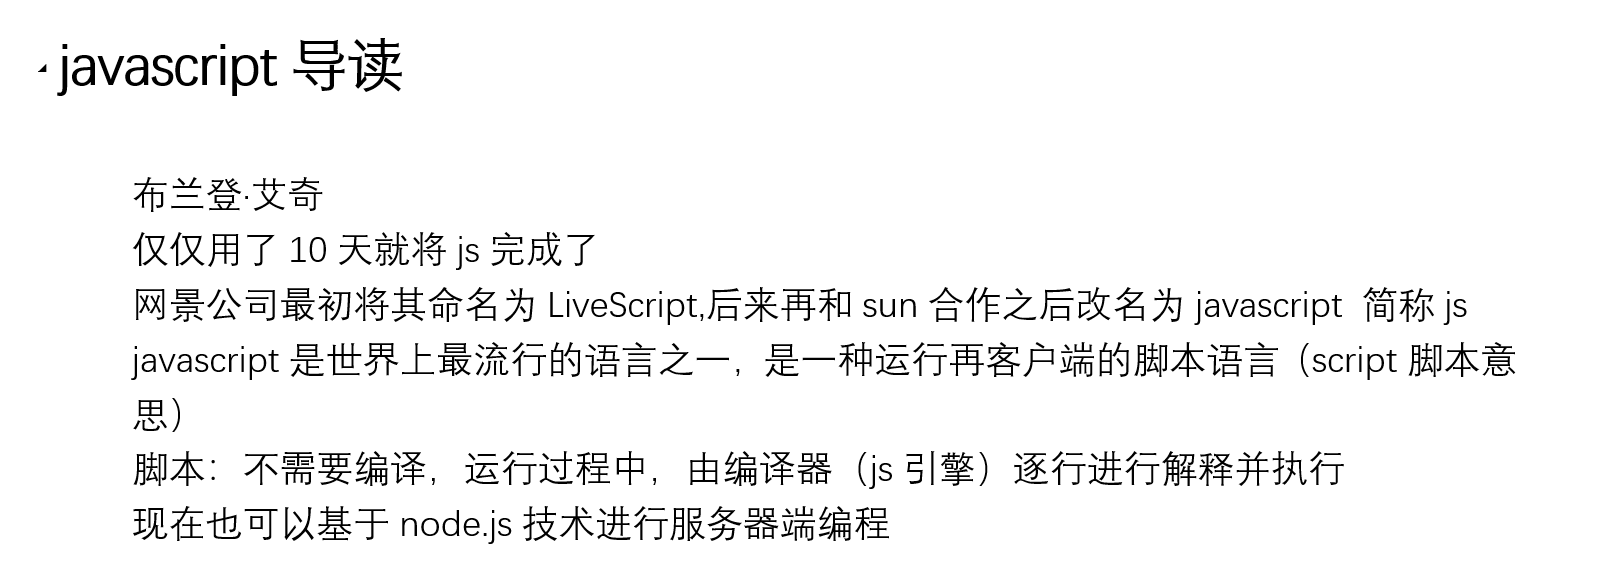 javascript 导读
布兰登·艾奇
仅仅用了 10 天就将 js 完成了
网景公司最初将其命名为 LiveScript,后来再和 sun 合作之后改名为 javascript  简称 js
javascript 是世界上最流行的语言之一，是一种运行再客户端的脚本语言（script 脚本意
思）
脚本：不需要编译，运行过程中，由编译器（js 引擎）逐行进行解释并执行
现在也可以基于 node.js 技术进行服务器端编程